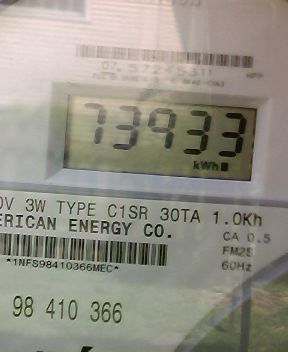 73933
kWh
0V 3W TYPE C1SR 30TA 1.0Kh
ERICAN ENERGY CO.
CA 0.5
FM2S
*1NFS98410366MEC*
60Hz
98 410 366